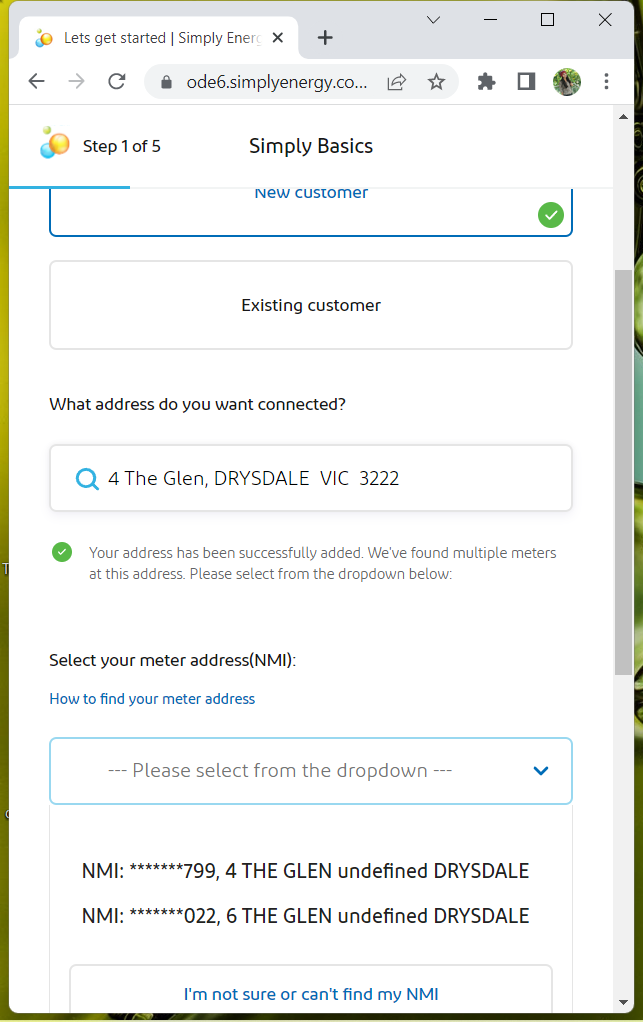 Lets get started | Simply Energ
ode6.simplyenergy.co...
Step 1 of 5
Simply Basics
New customer
Existing customer
What address do you want connected?
4 The Glen, DRYSDALE  VIC  3222
Your address has been successfully added. We've found multiple meters
at this address. Please select from the dropdown below:
Select your meter address(NMI):
How to find your meter address
--- Please select from the dropdown ---
NMI: *******799, 4 THE GLEN undefined DRYSDALE
NMI: *******022, 6 THE GLEN undefined DRYSDALE
I'm not sure or can't find my NMI